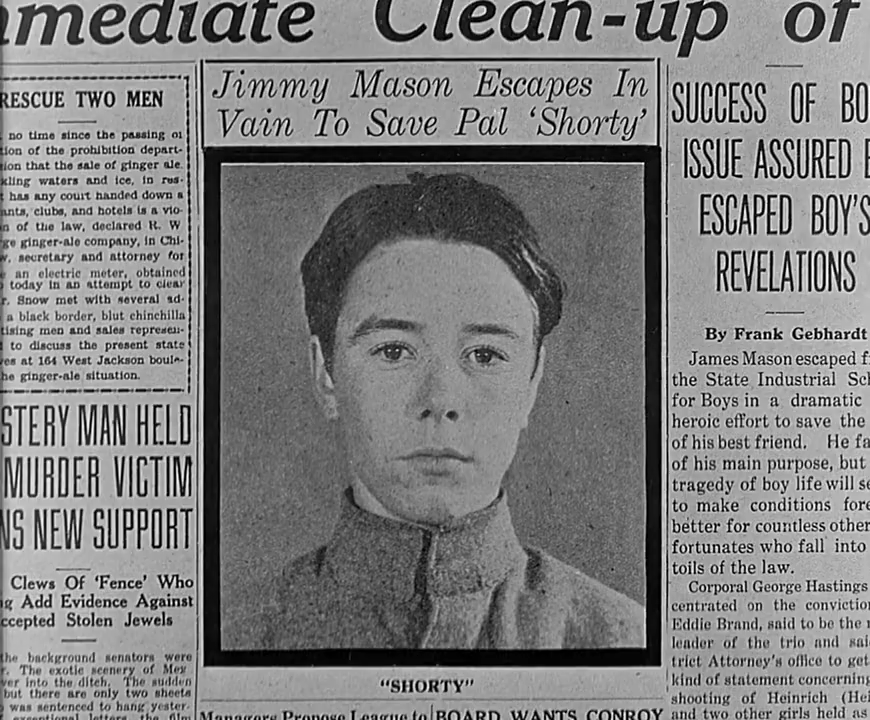 mmediate Clean-up of
RESCUE TWO MEN
no time since the passing of
tion of the prohibition depart-
ion that the sale of ginger ale.
kling waters and ice, in res-
t has any court handed down a
ants, clubs, and hotels is a vio-
n of the law, declared R. W
ge ginger-ale company, in Chi-
w, secretary and attorney for
e an electric meter, obtained
today in an attempt to clear
r. Snow met with several ad-
a black border, blut chinchilla
tising men and sales represen-
to discuss the present state
ves at 164 West Jackson boule-
he ginger-ale situation.
STERY MAN HELD
MURDER VICTIM
NS NEW SUPPORT
Clews Of 'Fence' Who
ng Add Evidence Against
ccepted Stolen Jewels
the background senators were
r. The exotic scenery of Mex
ver into the ditch. The sudden
but there are only two sheets
was sentenced to hang yester-
exceptional letters, the film
Jimmy Mason Escapes In
Vain To Save Pal 'Shorty'
"SHORTY"
Managers Propose League to
BOARD WANTS CONROY
SUCCESS OF BO
ISSUE ASSURED
ESCAPED BOY'S
REVELATIONS
By Frank Gebhardt
James Mason escaped f
the State Industrial Sch
for Boys in a dramatic
heroic effort to save the
of his best friend. He fa
of his main purpose, but
tragedy of boy life will se
to make conditions fore
better for countless other
fortunates who fall into
toils of the law.
Corporal George Hastings
centrated on the conviction
Eddie Brand, said to be the
leader of the trio and sai
trict Attorney's office to get
kind of statement concerning
shooting of Heinrich (Hei
and two other girls held as